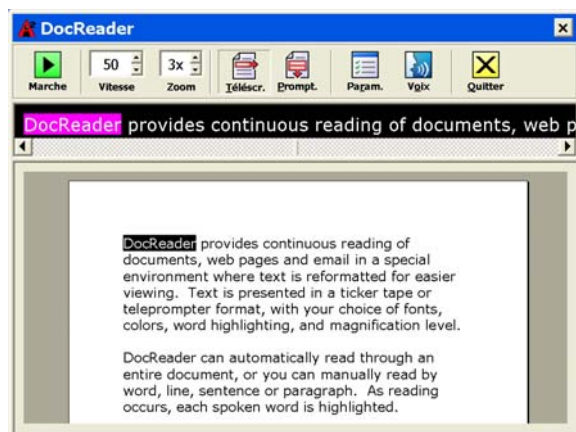 DocReader
50 3x
Marche Vitesse Zoom Téléscr. Prompt. Param. Voix Quitter
DocReader provides continuous reading of documents, web p
DocReader provides continuous reading of
documents, web pages and email in a special
environment where text is reformatted for easier
viewing. Text is presented in a ticker tape or
teleprompter format, with your choice of fonts,
colors, word highlighting, and magnification level.
DocReader can automatically read through an
entire document, or you can manually read by
word, line, sentence or paragraph. As reading
occurs, each spoken word is highlighted.